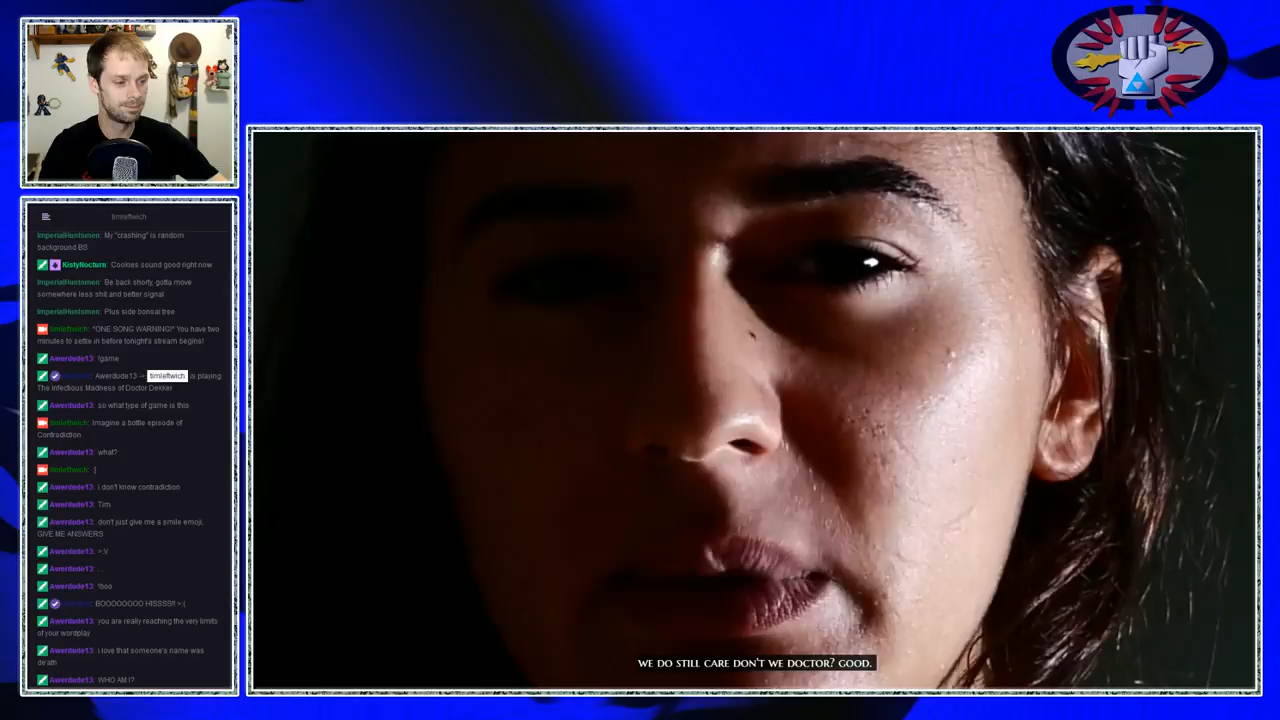 timleftwich
ImperialHuntsmen: My "crashing" is random
background BS
KistyNocturn: Cookies sound good right now
ImperialHuntsmen: Be back shorty, gotta move
somewhere less shit and better signal
ImperialHuntsmen: Plus side bonsai tree
timleftwich: *ONE SONG WARNING!* You have two
minutes to settle in before tonight's stream begins!
Awerdude13: !game
Awerdude13 -> timleftwich is playing
The Infectious Madness of Doctor Dekker
Awerdude13: so what type of game is this
timleftwich: Imagine a bottle episode of
Contradiction
Awerdude13: what?
timleftwich: :]
Awerdude13: i don't know contradiction
Awerdude13: Tim
Awerdude13: don't just give me a smile emoji,
GIVE ME ANSWERS
Awerdude13: >:V
Awerdude13: . .
Awerdude13: !boo
: BOOOOOOOO HISSSS!! >:(
Awerdude13: you are really reaching the very limits
of your wordplay
Awerdude13: i love that someone's name was
de'ath
Awerdude13: WHO AM I?
WE DO STILL CARE DON'T WE DOCTOR? GOOD.